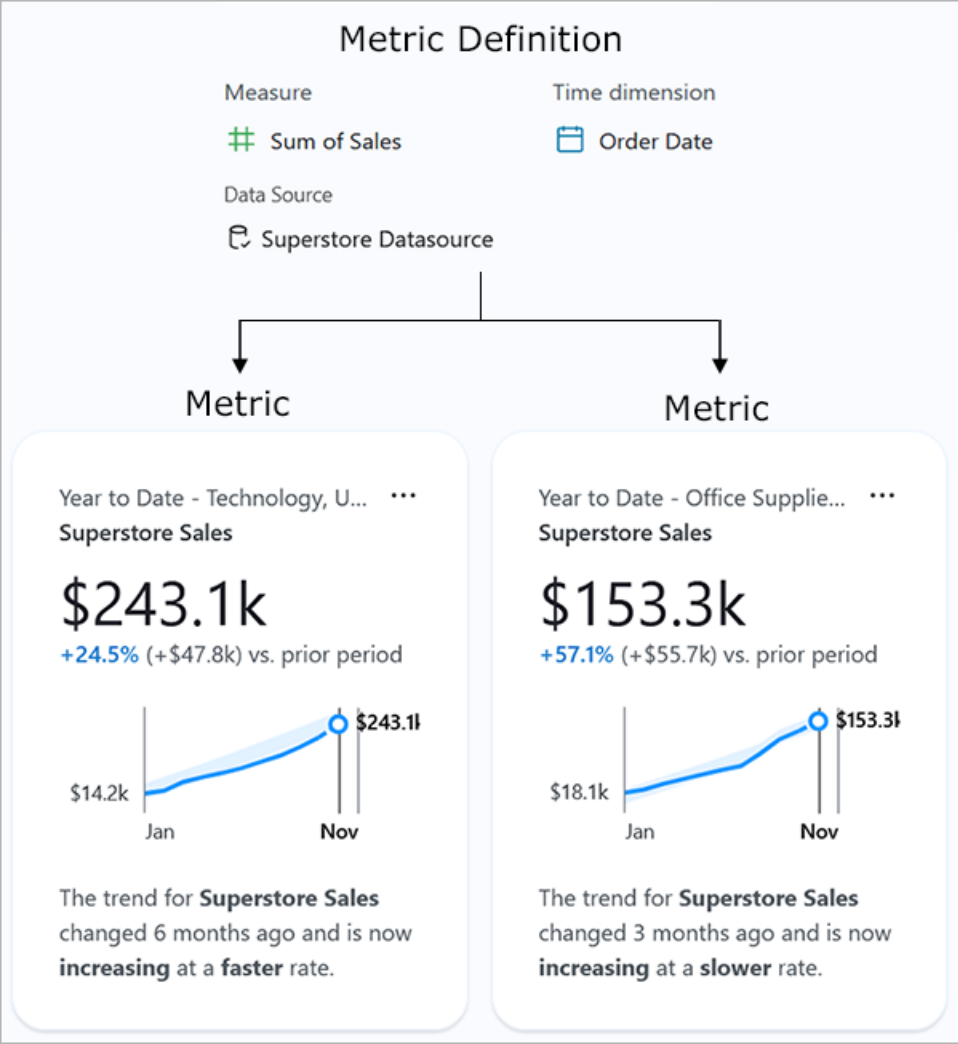 Metric Definition
Measure
Time dimension
Sum of Sales
Order Date
Data Source
Superstore Datasource
Metric
Metric
Year to Date - Technology, U...
Superstore Sales
$243.1k
+24.5% (+$47.8k) vs. prior period
$243.1k
$14.2k
Jan
Nov
The trend for Superstore Sales
changed 6 months ago and is now
increasing at a faster rate.
Year to Date - Office Supplie...
Superstore Sales
$153.3k
+57.1% (+$55.7k) vs. prior period
$153.3k
$18.1k
Jan
Nov
The trend for Superstore Sales
changed 3 months ago and is now
increasing at a slower rate.